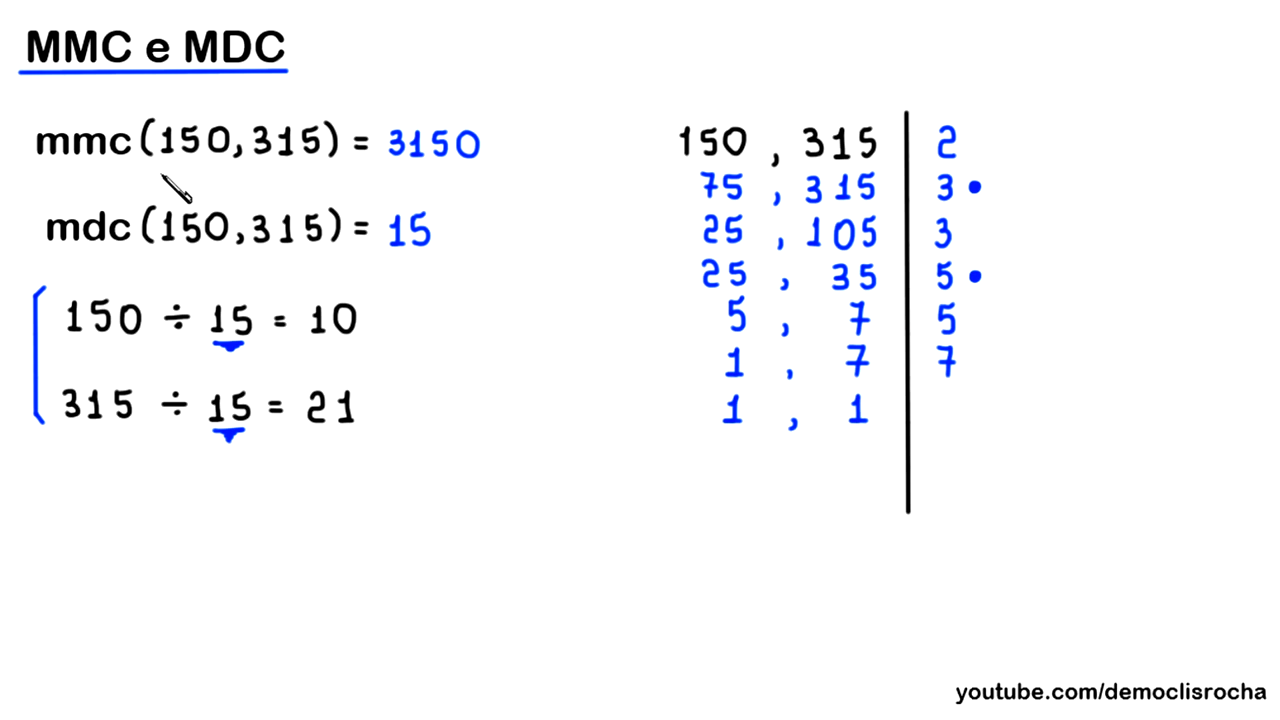 MMC e MDC
mmc(150,315) = 3150
mdc(150,315) = 15
150 ÷ 15 = 10
315 ÷ 15 = 21
150 , 315 | 2
75 , 315 | 3 •
25 , 105 | 3
25 , 35 | 5 •
5 , 7 | 5
1 , 7 | 7
1 , 1
youtube.com/democlisrocha